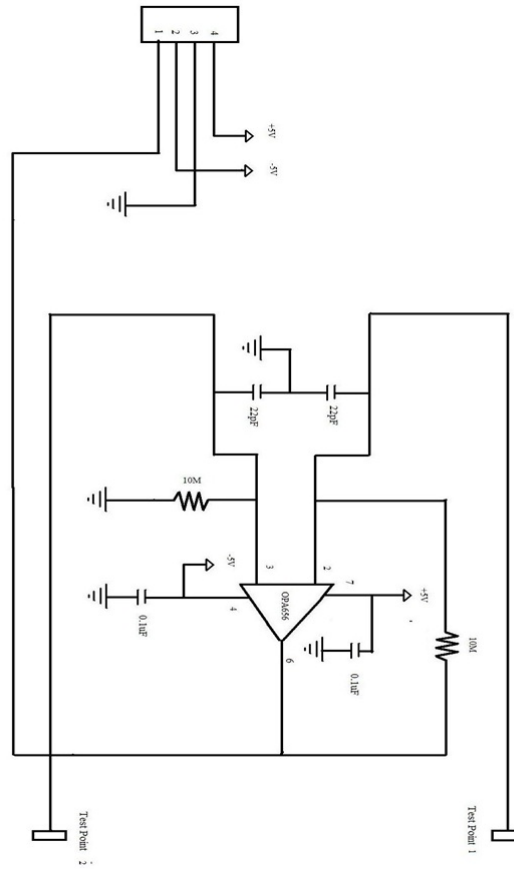 1 2 3 4
+5V
-5V
22pF
22pF
10M
3
2
-5V
OPA656
7
+5V
4
0.1uF
6
0.1uF
10M
Test Point 1
Test Point 2